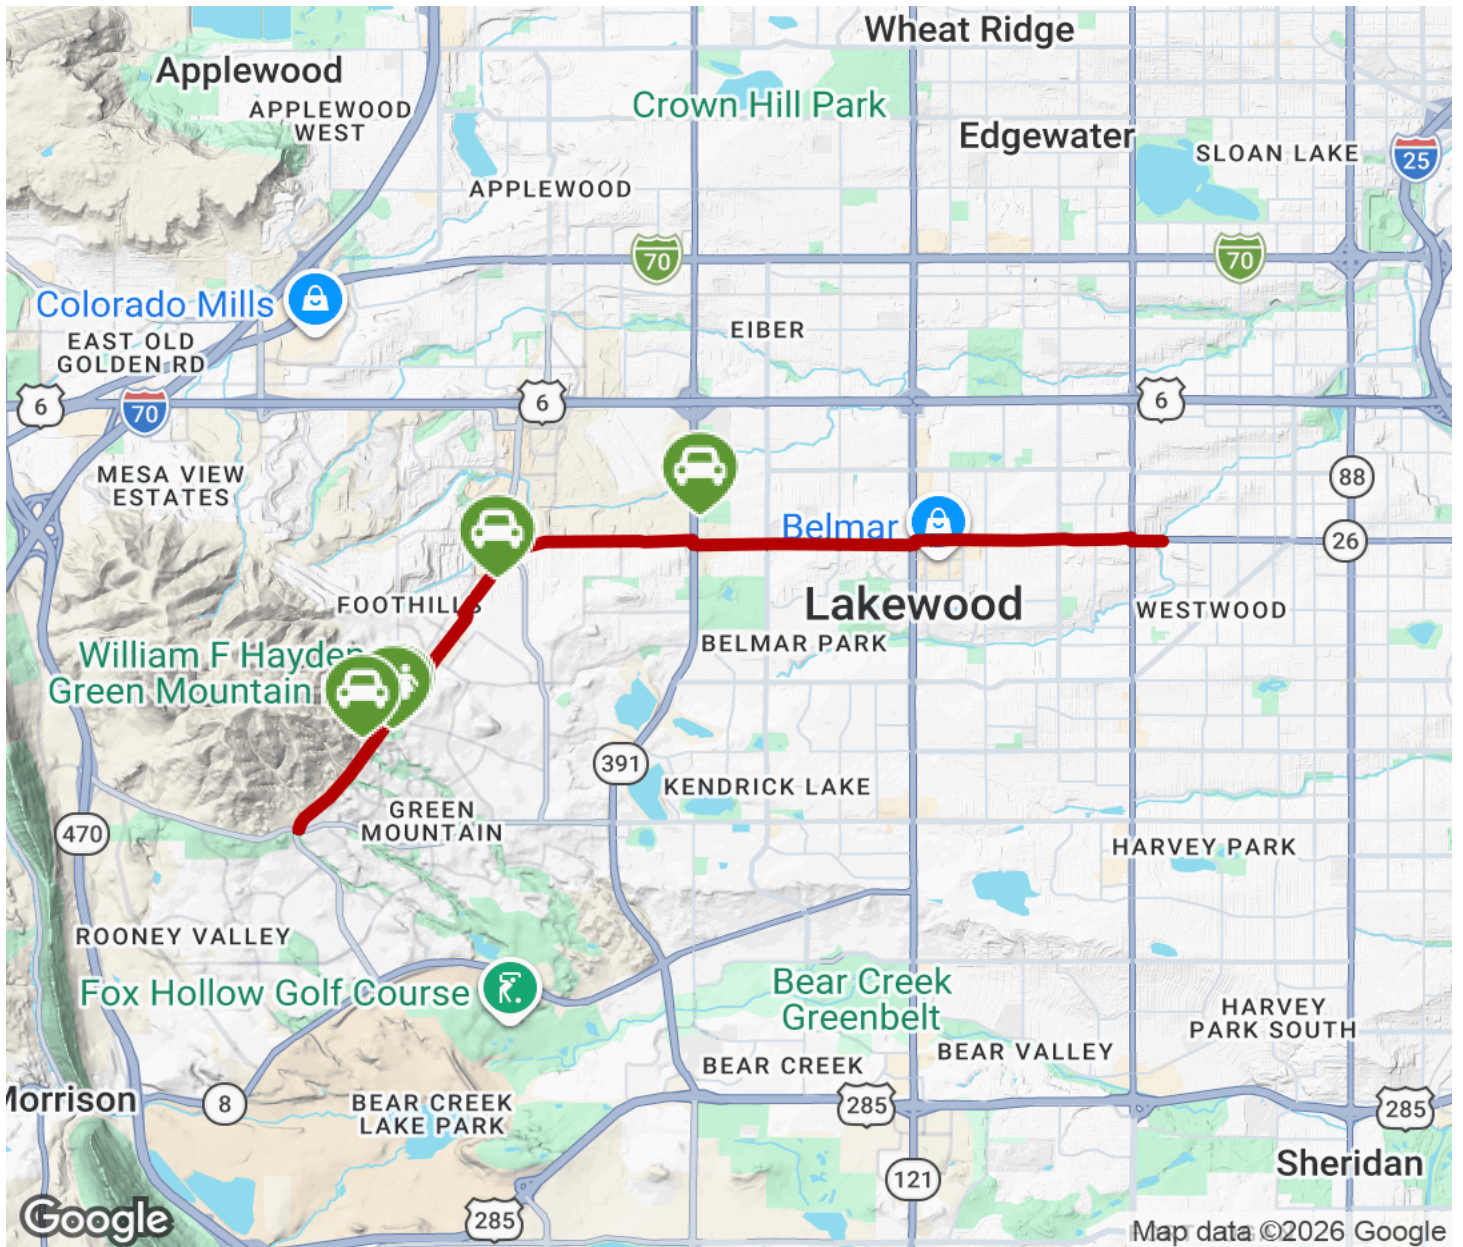 Wheat Ridge
Applewood
APPLEWOOD
WEST
Crown Hill Park
Edgewater
SLOAN LAKE
25
APPLEWOOD
70
70
Colorado Mills
EAST OLD
GOLDEN RD
EIBER
6
70
6
6
MESA VIEW
ESTATES
88
Belmar
26
FOOTHILLS
Lakewood
WESTWOOD
BELMAR PARK
William F Hayden
Green Mountain
391
KENDRICK LAKE
GREEN
MOUNTAIN
470
HARVEY PARK
ROONEY VALLEY
Fox Hollow Golf Course
Bear Creek
Greenbelt
HARVEY
PARK SOUTH
BEAR VALLEY
BEAR CREEK
Morrison
8
BEAR CREEK
LAKE PARK
285
285
Sheridan
121
285
Google
Map data ©2026 Google